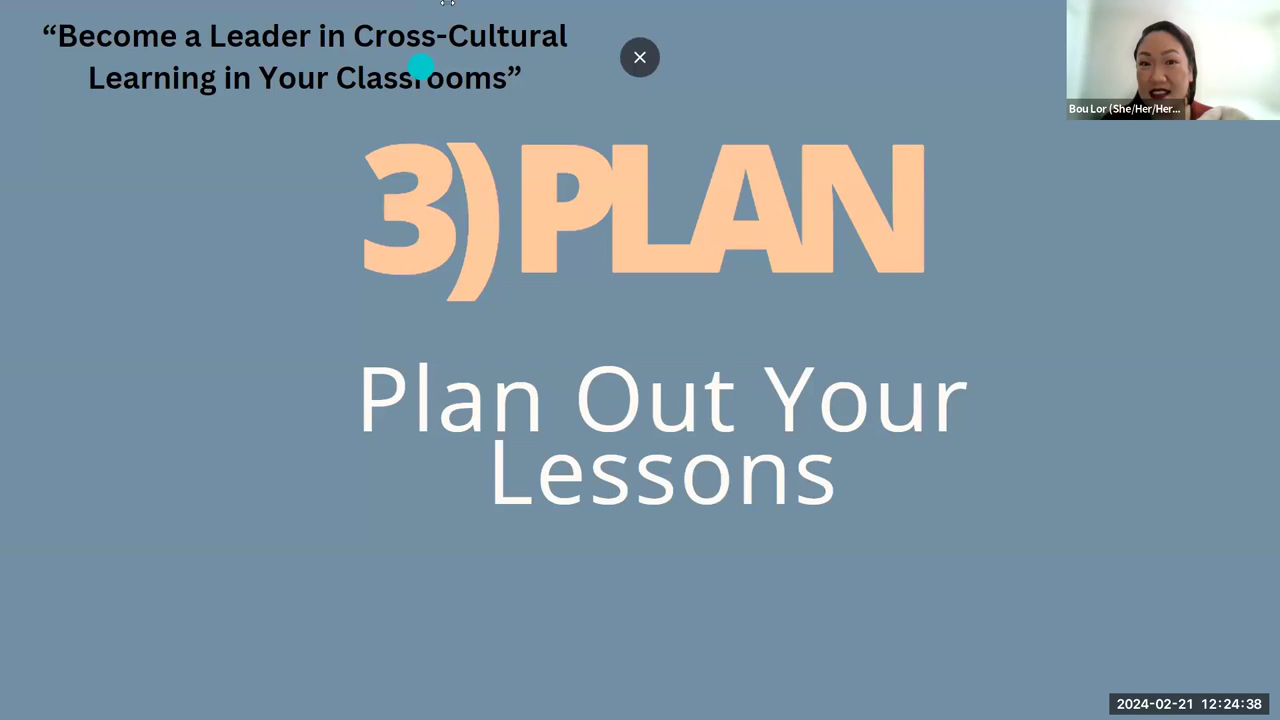 “Become a Leader in Cross-Cultural
Learning in Your Classrooms”
Bou Lor (She/Her/Her...
3) PLAN
Plan Out Your
Lessons
2024-02-21 12:24:38